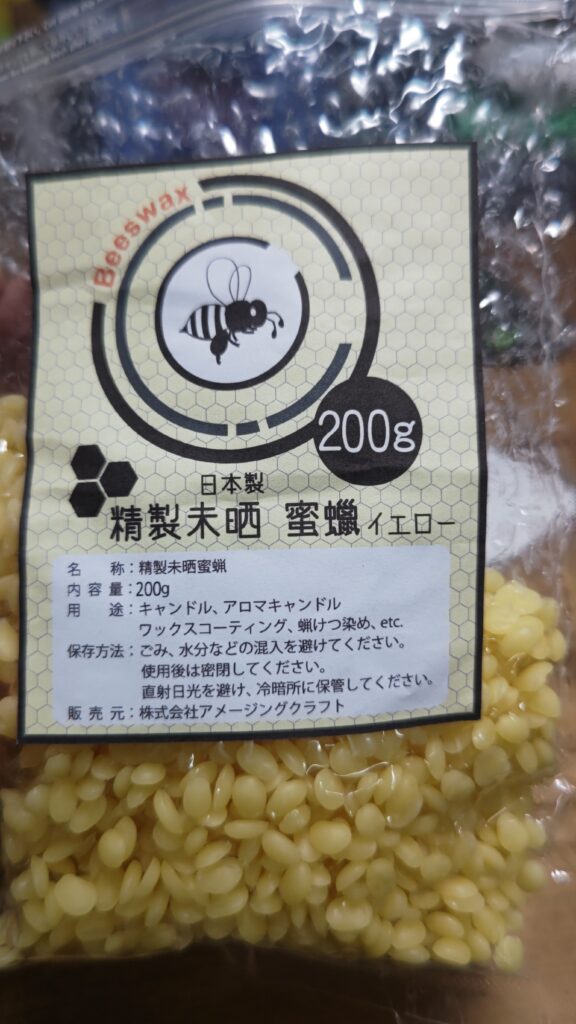 Beeswax
200g
日本製
精製未晒 蜜蠟 イエロー
名 称：精製未晒蜜蝋
内容量：200g
用 途：キャンドル、アロマキャンドル
ワックスコーティング、蝋けつ染め、etc.
保存方法：ごみ、水分などの混入を避けてください。
使用後は密閉してください。
直射日光を避け、冷暗所に保管してください。
販売元：株式会社アメージングクラフト